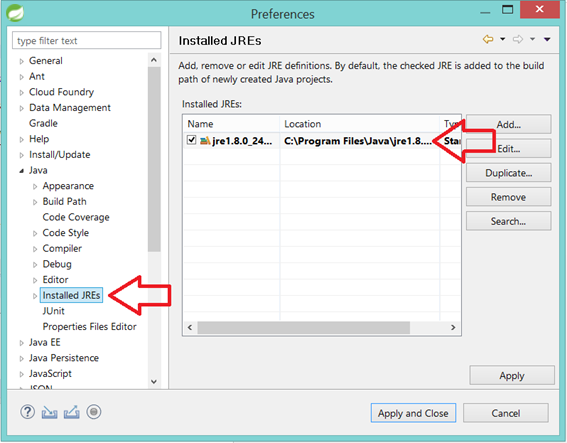 Preferences
type filter text
General
Ant
Cloud Foundry
Data Management
Gradle
Help
Install/Update
Java
Appearance
Build Path
Code Coverage
Code Style
Compiler
Debug
Editor
Installed JREs
JUnit
Properties Files Editor
Java EE
Java Persistence
JavaScript
JSON
Installed JREs
Add, remove or edit JRE definitions. By default, the checked JRE is added to the build
path of newly created Java projects.
Installed JREs:
Name Location Ty
jre1.8.0_24... C:\Program Files\Java\jre1.8.... Star
Add...
Edit...
Duplicate...
Remove
Search...
Apply
Apply and Close Cancel